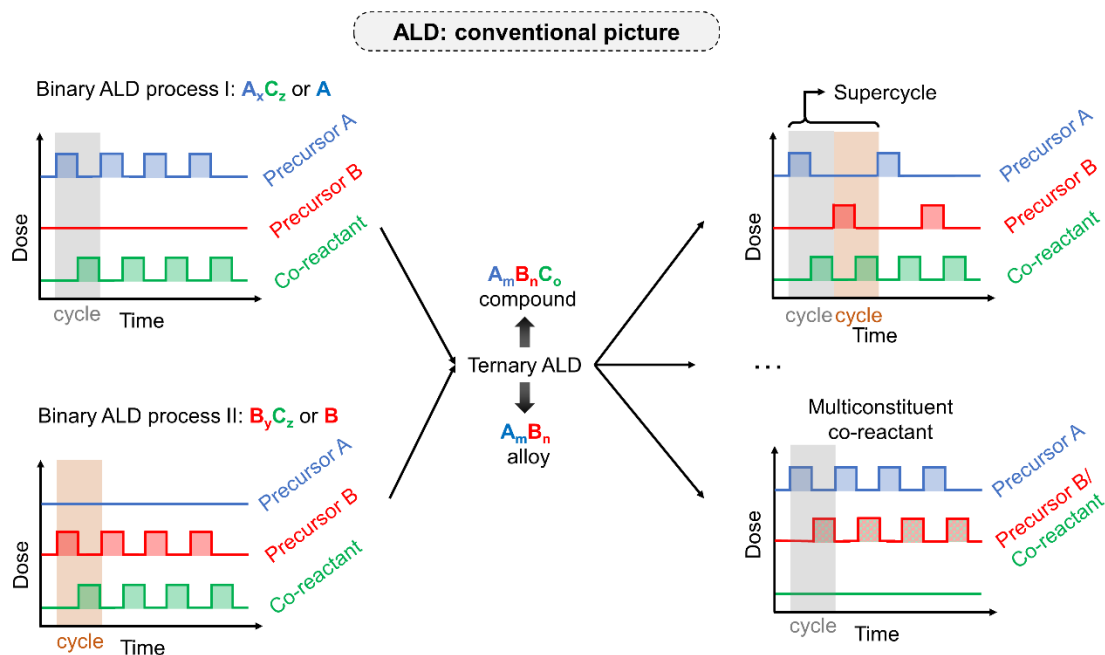 ALD: conventional picture
Binary ALD process I: AₓC_z or A
Dose
Precursor A
Precursor B
Co-reactant
cycle
Time
Binary ALD process II: B_yC_z or B
Dose
Precursor A
Precursor B
Co-reactant
cycle
Time
AₘBₙCₒ
compound
Ternary ALD
AₘBₙ
alloy
Supercycle
Dose
Precursor A
Precursor B
Co-reactant
cycle cycle
Time
...
Multiconstituent
co-reactant
Dose
Precursor A
Precursor B/
Co-reactant
cycle
Time